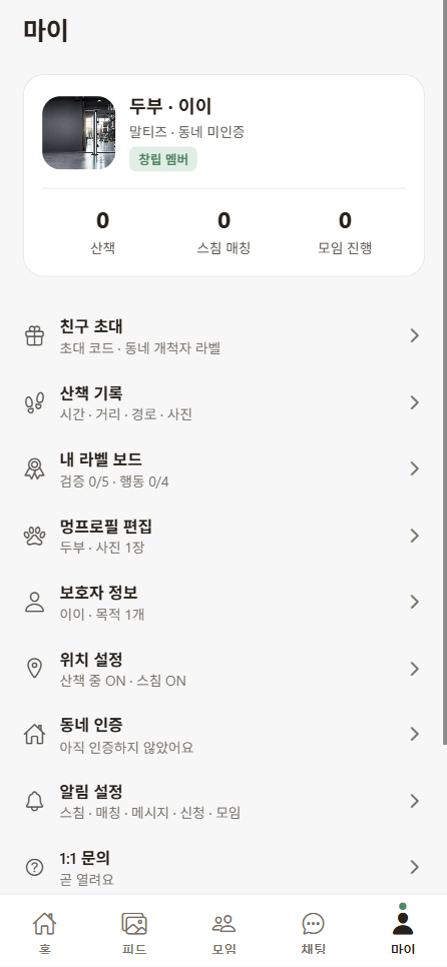 마이
두부 · 이이
말티즈 · 동네 미인증
창립 멤버
0 0 0
산책 스침 매칭 모임 진행
친구 초대
초대 코드 · 동네 개척자 라벨
산책 기록
시간 · 거리 · 경로 · 사진
내 라벨 보드
검증 0/5 · 행동 0/4
멍프로필 편집
두부 · 사진 1장
보호자 정보
이이 · 목적 1개
위치 설정
산책 중 ON · 스침 ON
동네 인증
아직 인증하지 않았어요
알림 설정
스침 · 매칭 · 메시지 · 신청 · 모임
1:1 문의
곧 열려요
홈 피드 모임 채팅 마이